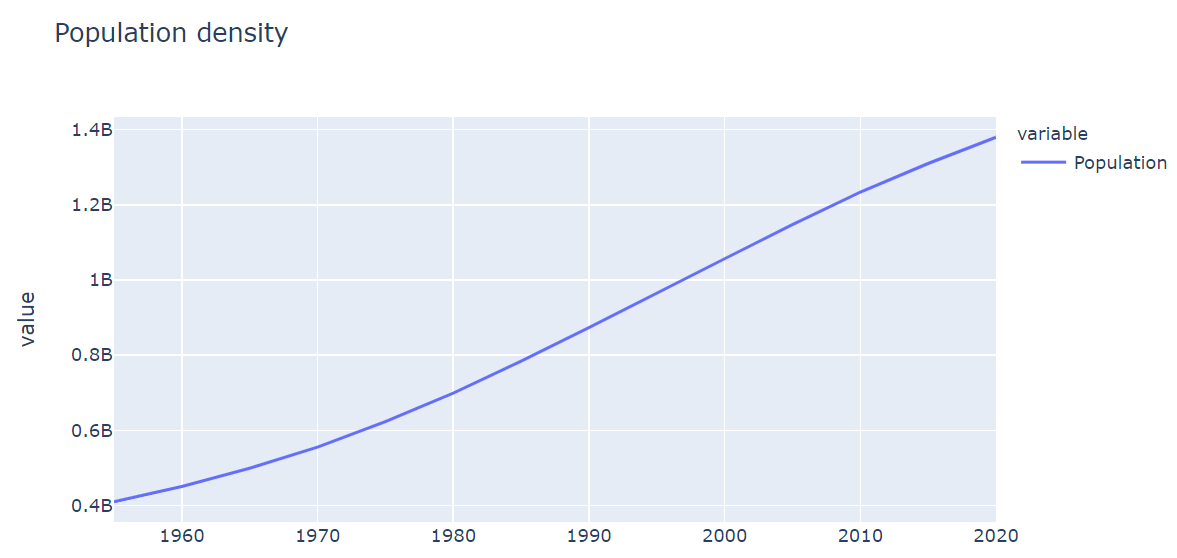 Population density
variable
Population
value
1.4B
1.2B
1B
0.8B
0.6B
0.4B
1960 1970 1980 1990 2000 2010 2020